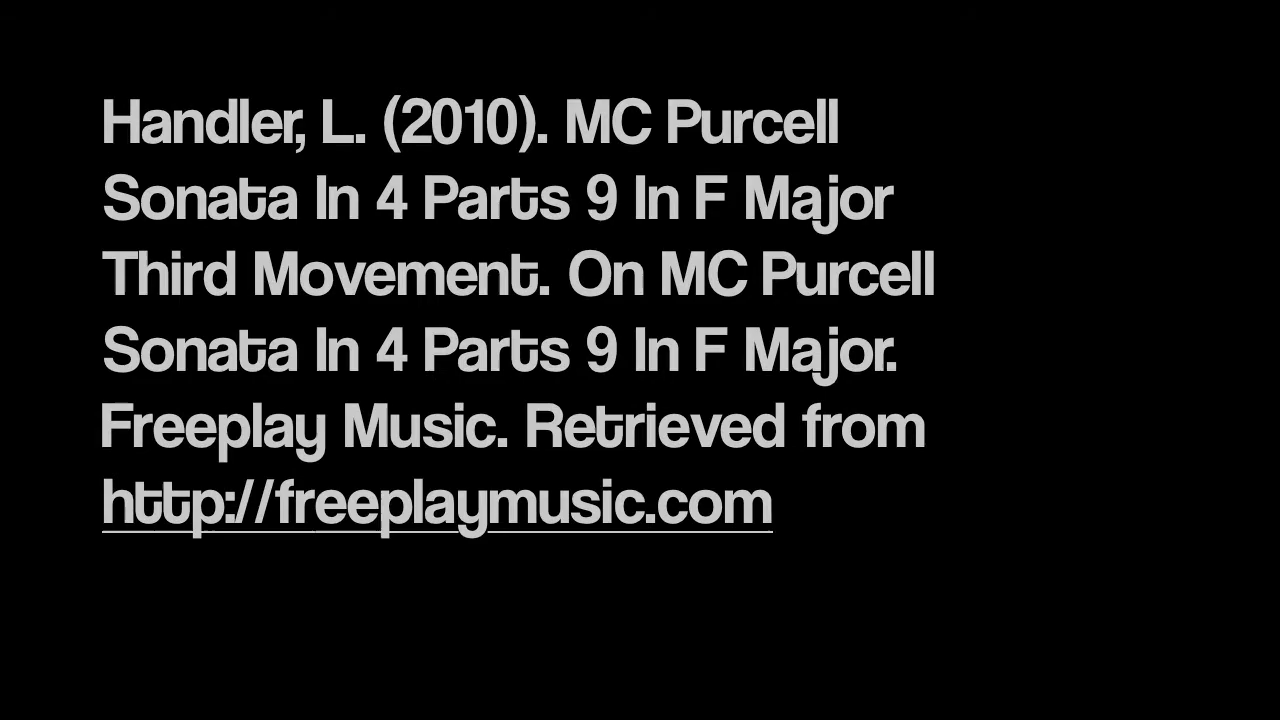 Handler, L. (2010). MC Purcell
Sonata In 4 Parts 9 In F Major
Third Movement. On MC Purcell
Sonata In 4 Parts 9 In F Major.
Freeplay Music. Retrieved from
http://freeplaymusic.com